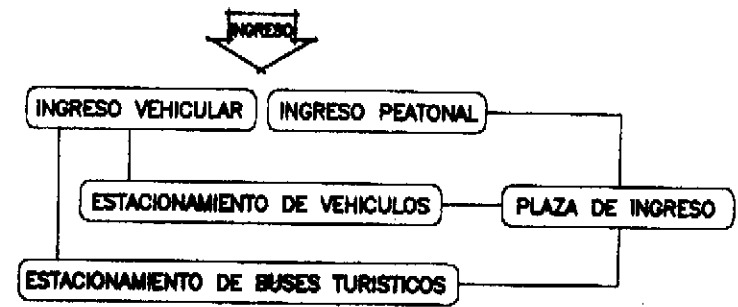 INGRESO
INGRESO VEHICULAR
INGRESO PEATONAL
ESTACIONAMIENTO DE VEHICULOS
PLAZA DE INGRESO
ESTACIONAMIENTO DE BUSES TURISTICOS